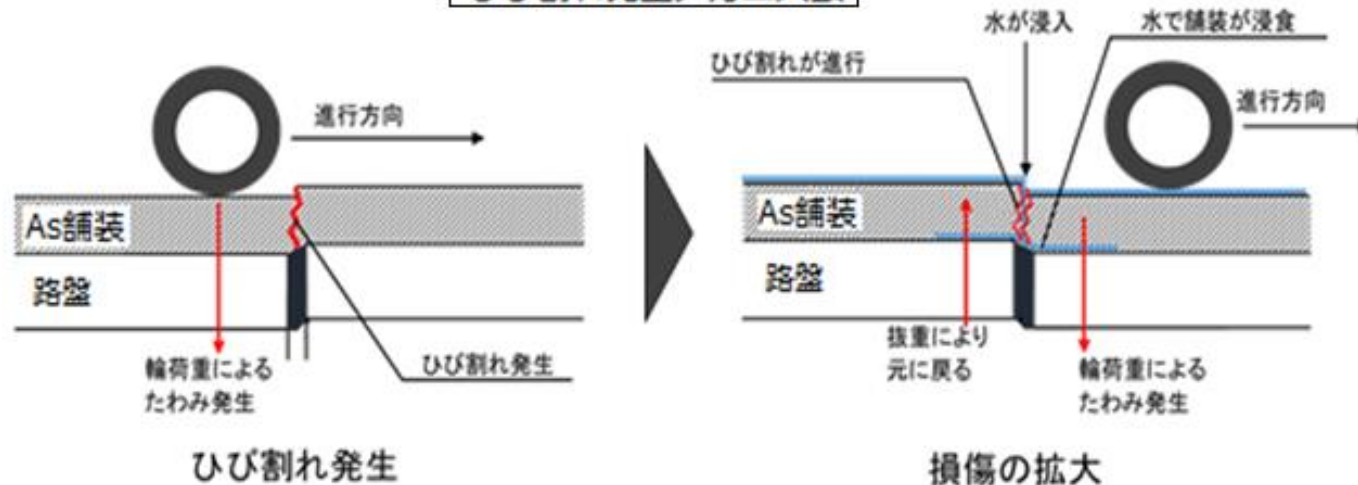 進行方向
As舗装
路盤
輪荷重による
たわみ発生
ひび割れ発生
ひび割れ発生
水が浸入
水で舗装が浸食
ひび割れが進行
進行方向
As舗装
路盤
抜重により
元に戻る
輪荷重による
たわみ発生
損傷の拡大